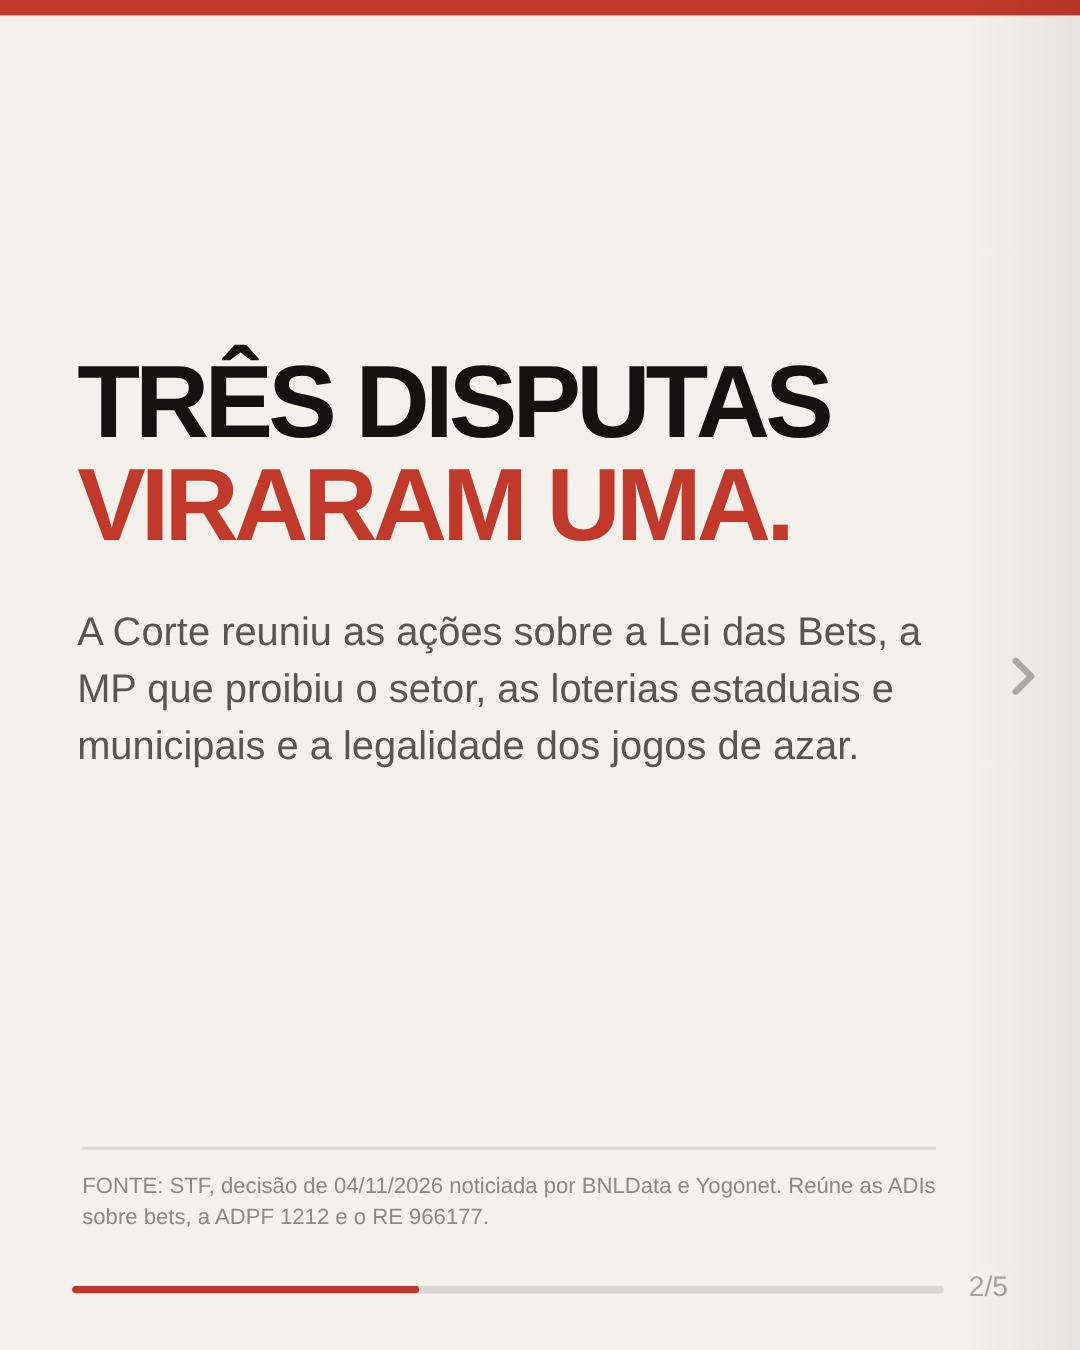 TRÊS DISPUTAS
VIRARAM UMA.
A Corte reuniu as ações sobre a Lei das Bets, a
MP que proibiu o setor, as loterias estaduais e
municipais e a legalidade dos jogos de azar.
FONTE: STF, decisão de 04/11/2026 noticiada por BNLData e Yogonet. Reúne as ADIs
sobre bets, a ADPF 1212 e o RE 966177.
2/5